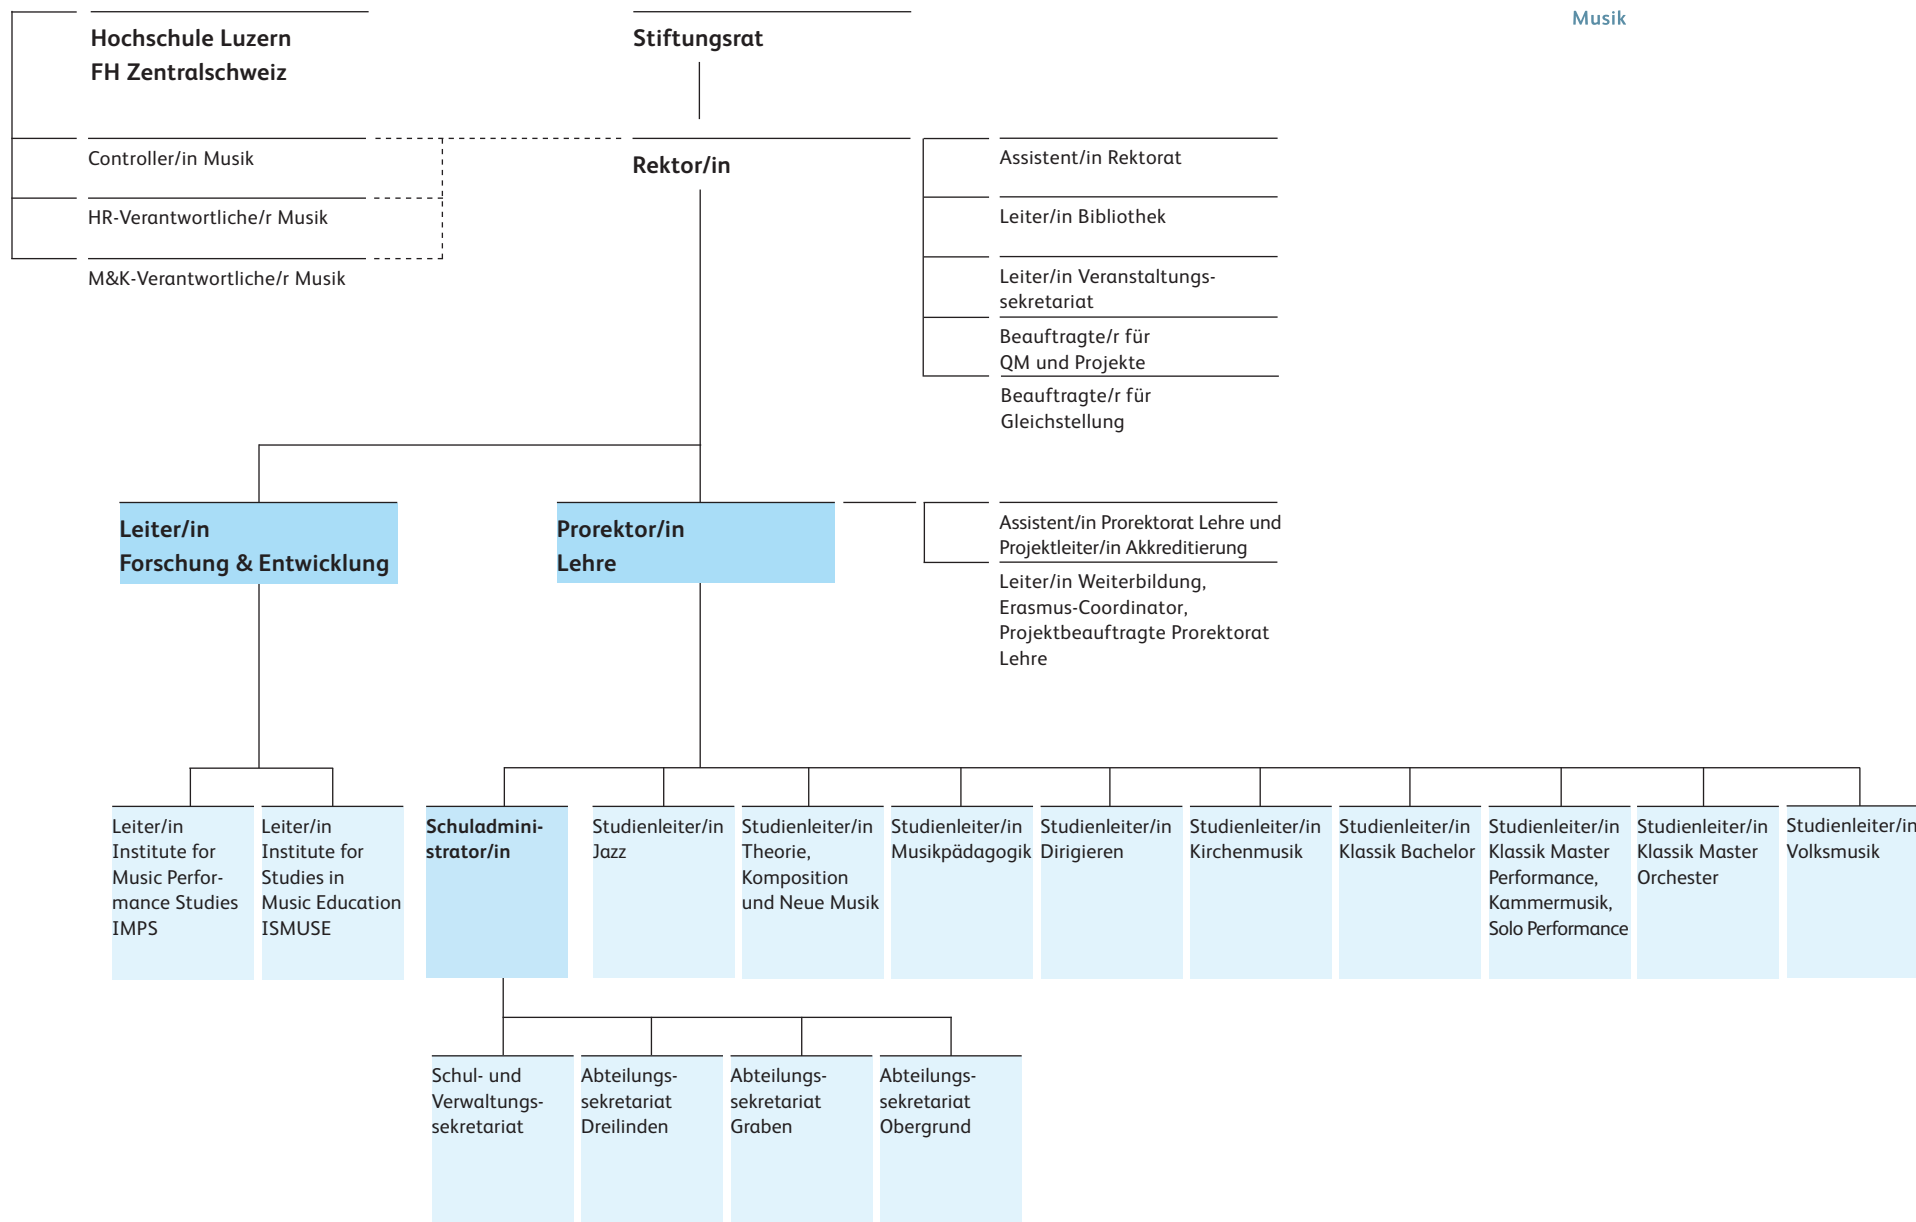 Musik
Hochschule Luzern
FH Zentralschweiz
Stiftungsrat
Controller/in Musik
HR-Verantwortliche/r Musik
M&K-Verantwortliche/r Musik
Rektor/in
Assistent/in Rektorat
Leiter/in Bibliothek
Leiter/in Veranstaltungs-
sekretariat
Beauftragte/r für
QM und Projekte
Beauftragte/r für
Gleichstellung
Leiter/in
Forschung & Entwicklung
Prorektor/in
Lehre
Assistent/in Prorektorat Lehre und
Projektleiter/in Akkreditierung
Leiter/in Weiterbildung,
Erasmus-Coordinator,
Projektbeauftragte Prorektorat
Lehre
Leiter/in
Institute for
Music Perfor-
mance Studies
IMPS
Leiter/in
Institute for
Studies in
Music Education
ISMUSE
Schuladmini-
strator/in
Studienleiter/in
Jazz
Studienleiter/in
Theorie,
Komposition
und Neue Musik
Studienleiter/in
Musikpädagogik
Studienleiter/in
Dirigieren
Studienleiter/in
Kirchenmusik
Studienleiter/in
Klassik Bachelor
Studienleiter/in
Klassik Master
Performance,
Kammermusik,
Solo Performance
Studienleiter/in
Klassik Master
Orchester
Studienleiter/in
Volksmusik
Schul- und
Verwaltungs-
sekretariat
Abteilungs-
sekretariat
Dreilinden
Abteilungs-
sekretariat
Graben
Abteilungs-
sekretariat
Obergrund